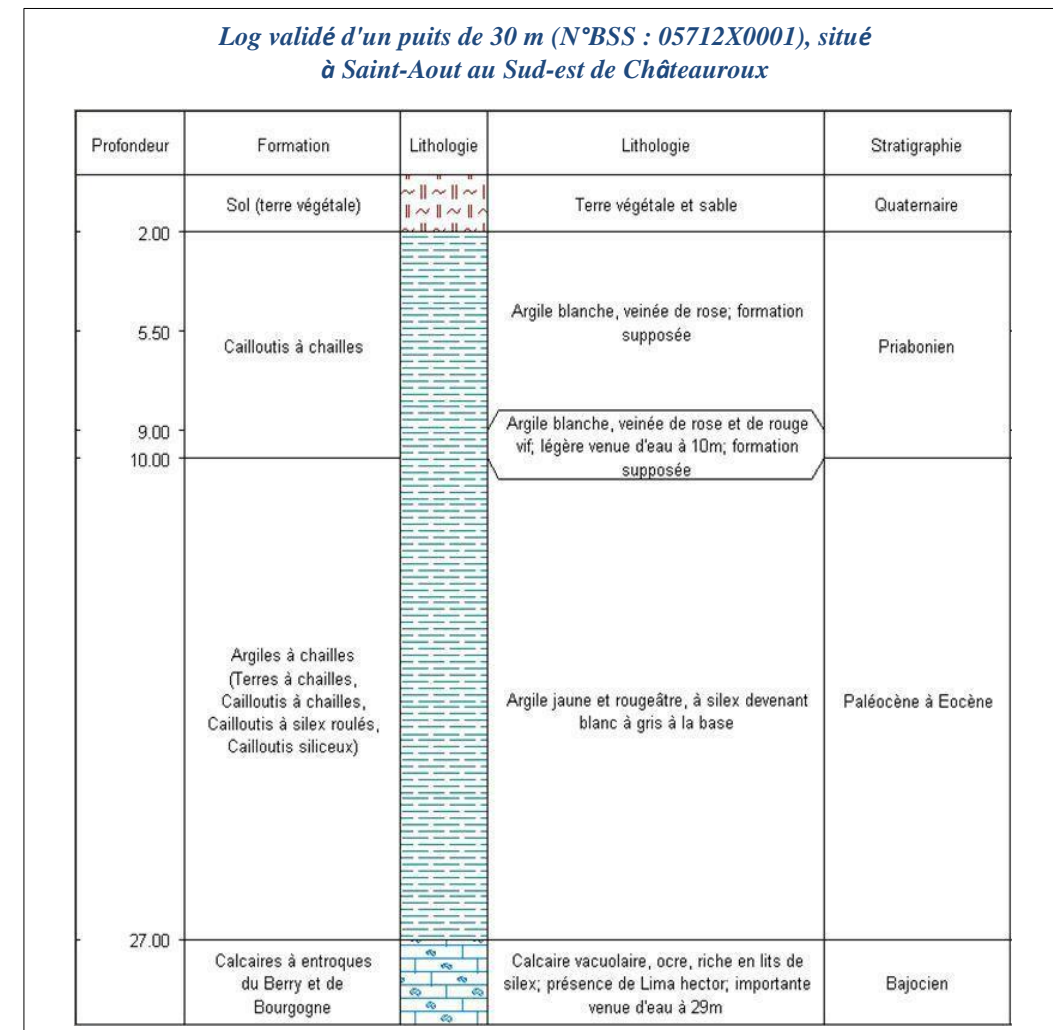 Log validé d'un puits de 30 m (N°BSS : 05712X0001), situé
à Saint-Aout au Sud-est de Châteauroux
Profondeur
Formation
Lithologie
Lithologie
Stratigraphie
Sol (terre végétale)
Terre végétale et sable
Quaternaire
2.00
Argile blanche, veinée de rose; formation
supposée
5.50
Cailloutis à chailles
Priabonien
9.00
Argile blanche, veinée de rose et de rouge
vif; légère venue d'eau à 10m; formation
supposée
10.00
Argiles à chailles
(Terres à chailles,
Cailloutis à chailles,
Cailloutis à silex roulés,
Cailloutis siliceux)
Argile jaune et rougeâtre, à silex devenant
blanc à gris à la base
Paléocène à Eocène
27.00
Calcaires à entroques
du Berry et de
Bourgogne
Calcaire vacuolaire, ocre, riche en lits de
silex; présence de Lima hector; importante
venue d'eau à 29m
Bajocien